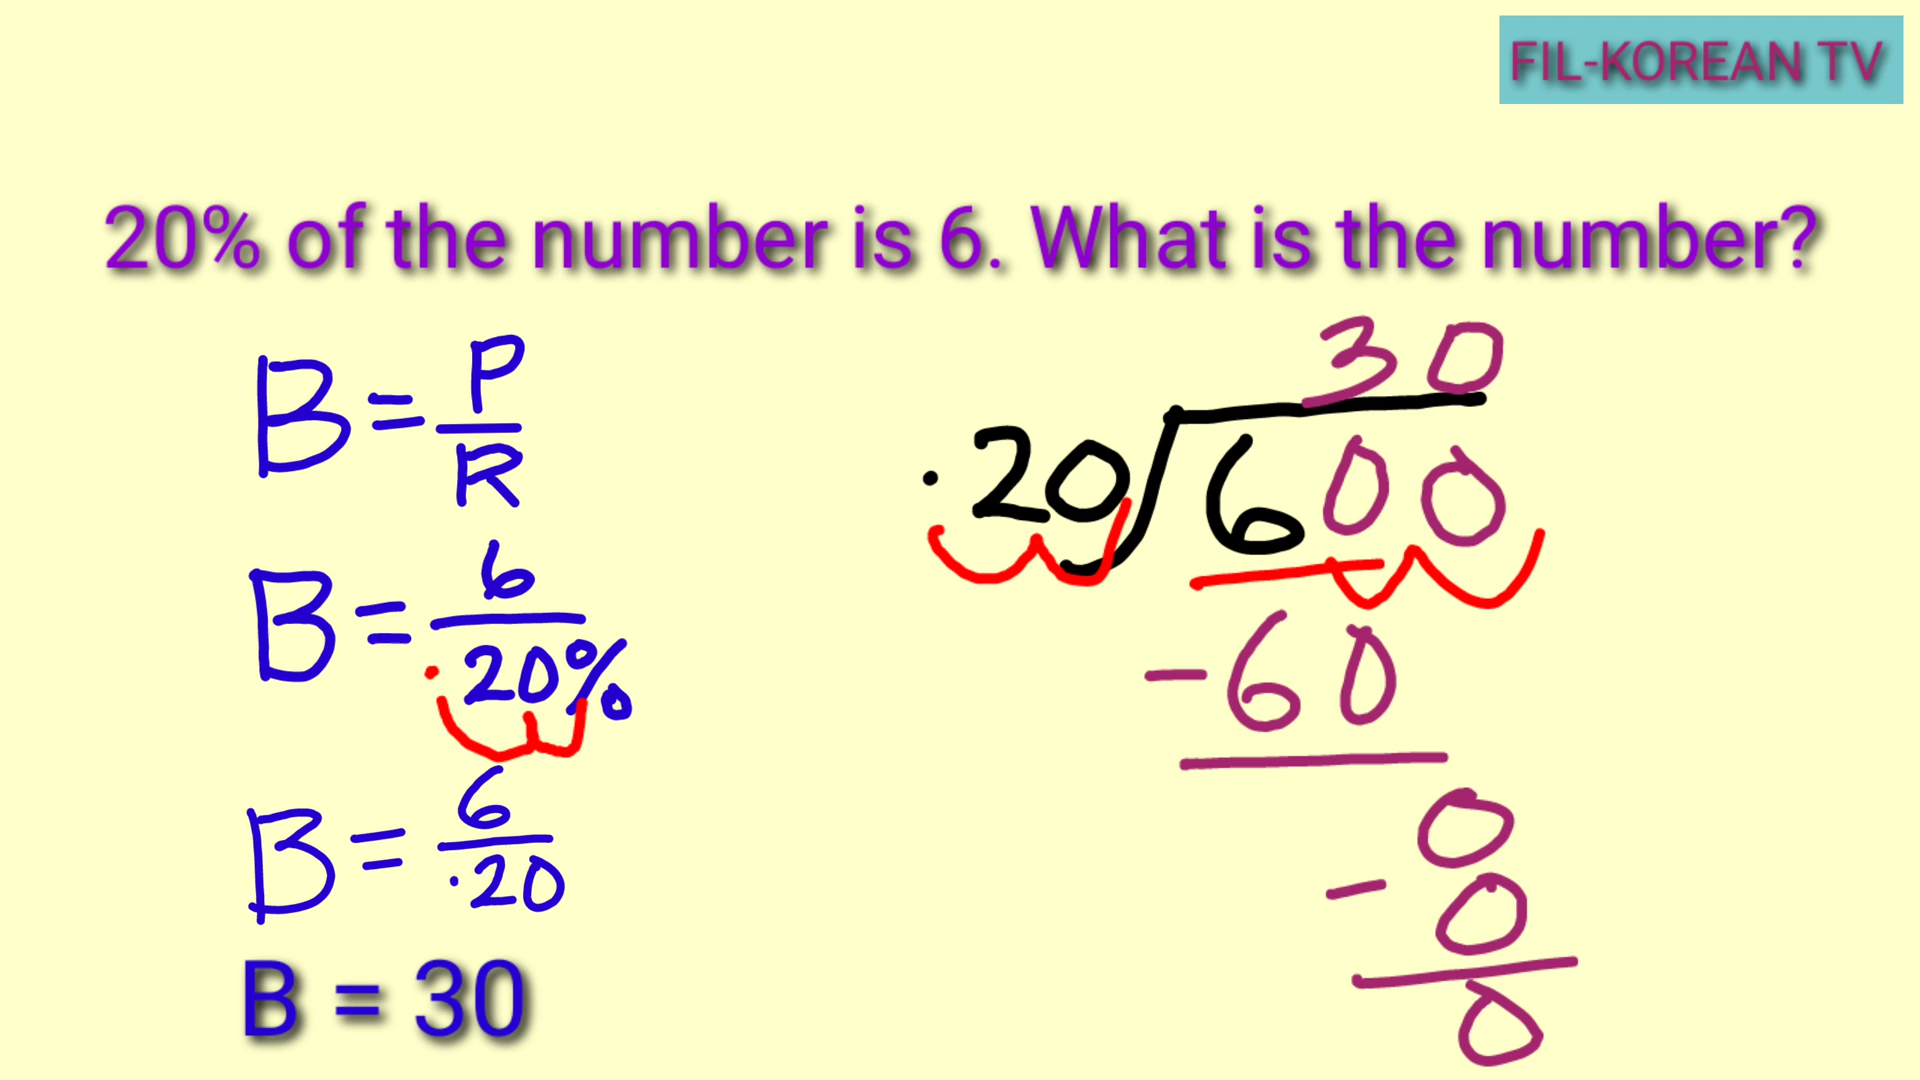 FIL-KOREAN TV
20% of the number is 6. What is the number?
B = P
R
B = 6
.20%
B = 6
.20
B = 30
30
.20 600
-60
0
-0
0